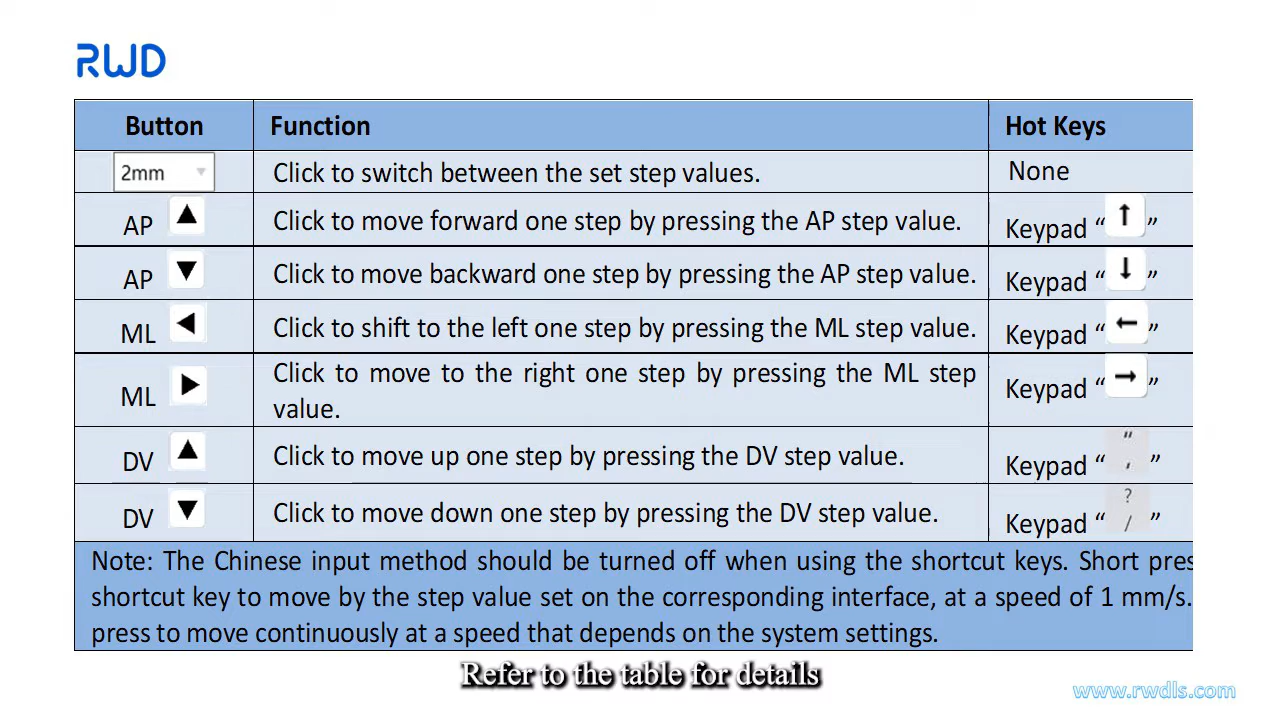 RWD
Button Function Hot Keys
2mm Click to switch between the set step values. None
AP ▲ Click to move forward one step by pressing the AP step value. Keypad “↑”
AP ▼ Click to move backward one step by pressing the AP step value. Keypad “↓”
ML ◀ Click to shift to the left one step by pressing the ML step value. Keypad “←”
ML ▶ Click to move to the right one step by pressing the ML step
value. Keypad “→”
DV ▲ Click to move up one step by pressing the DV step value. Keypad “" '”
DV ▼ Click to move down one step by pressing the DV step value. Keypad “? /”
Note: The Chinese input method should be turned off when using the shortcut keys. Short pres
shortcut key to move by the step value set on the corresponding interface, at a speed of 1 mm/s.
press to move continuously at a speed that depends on the system settings.
Refer to the table for details
www.rwdls.com